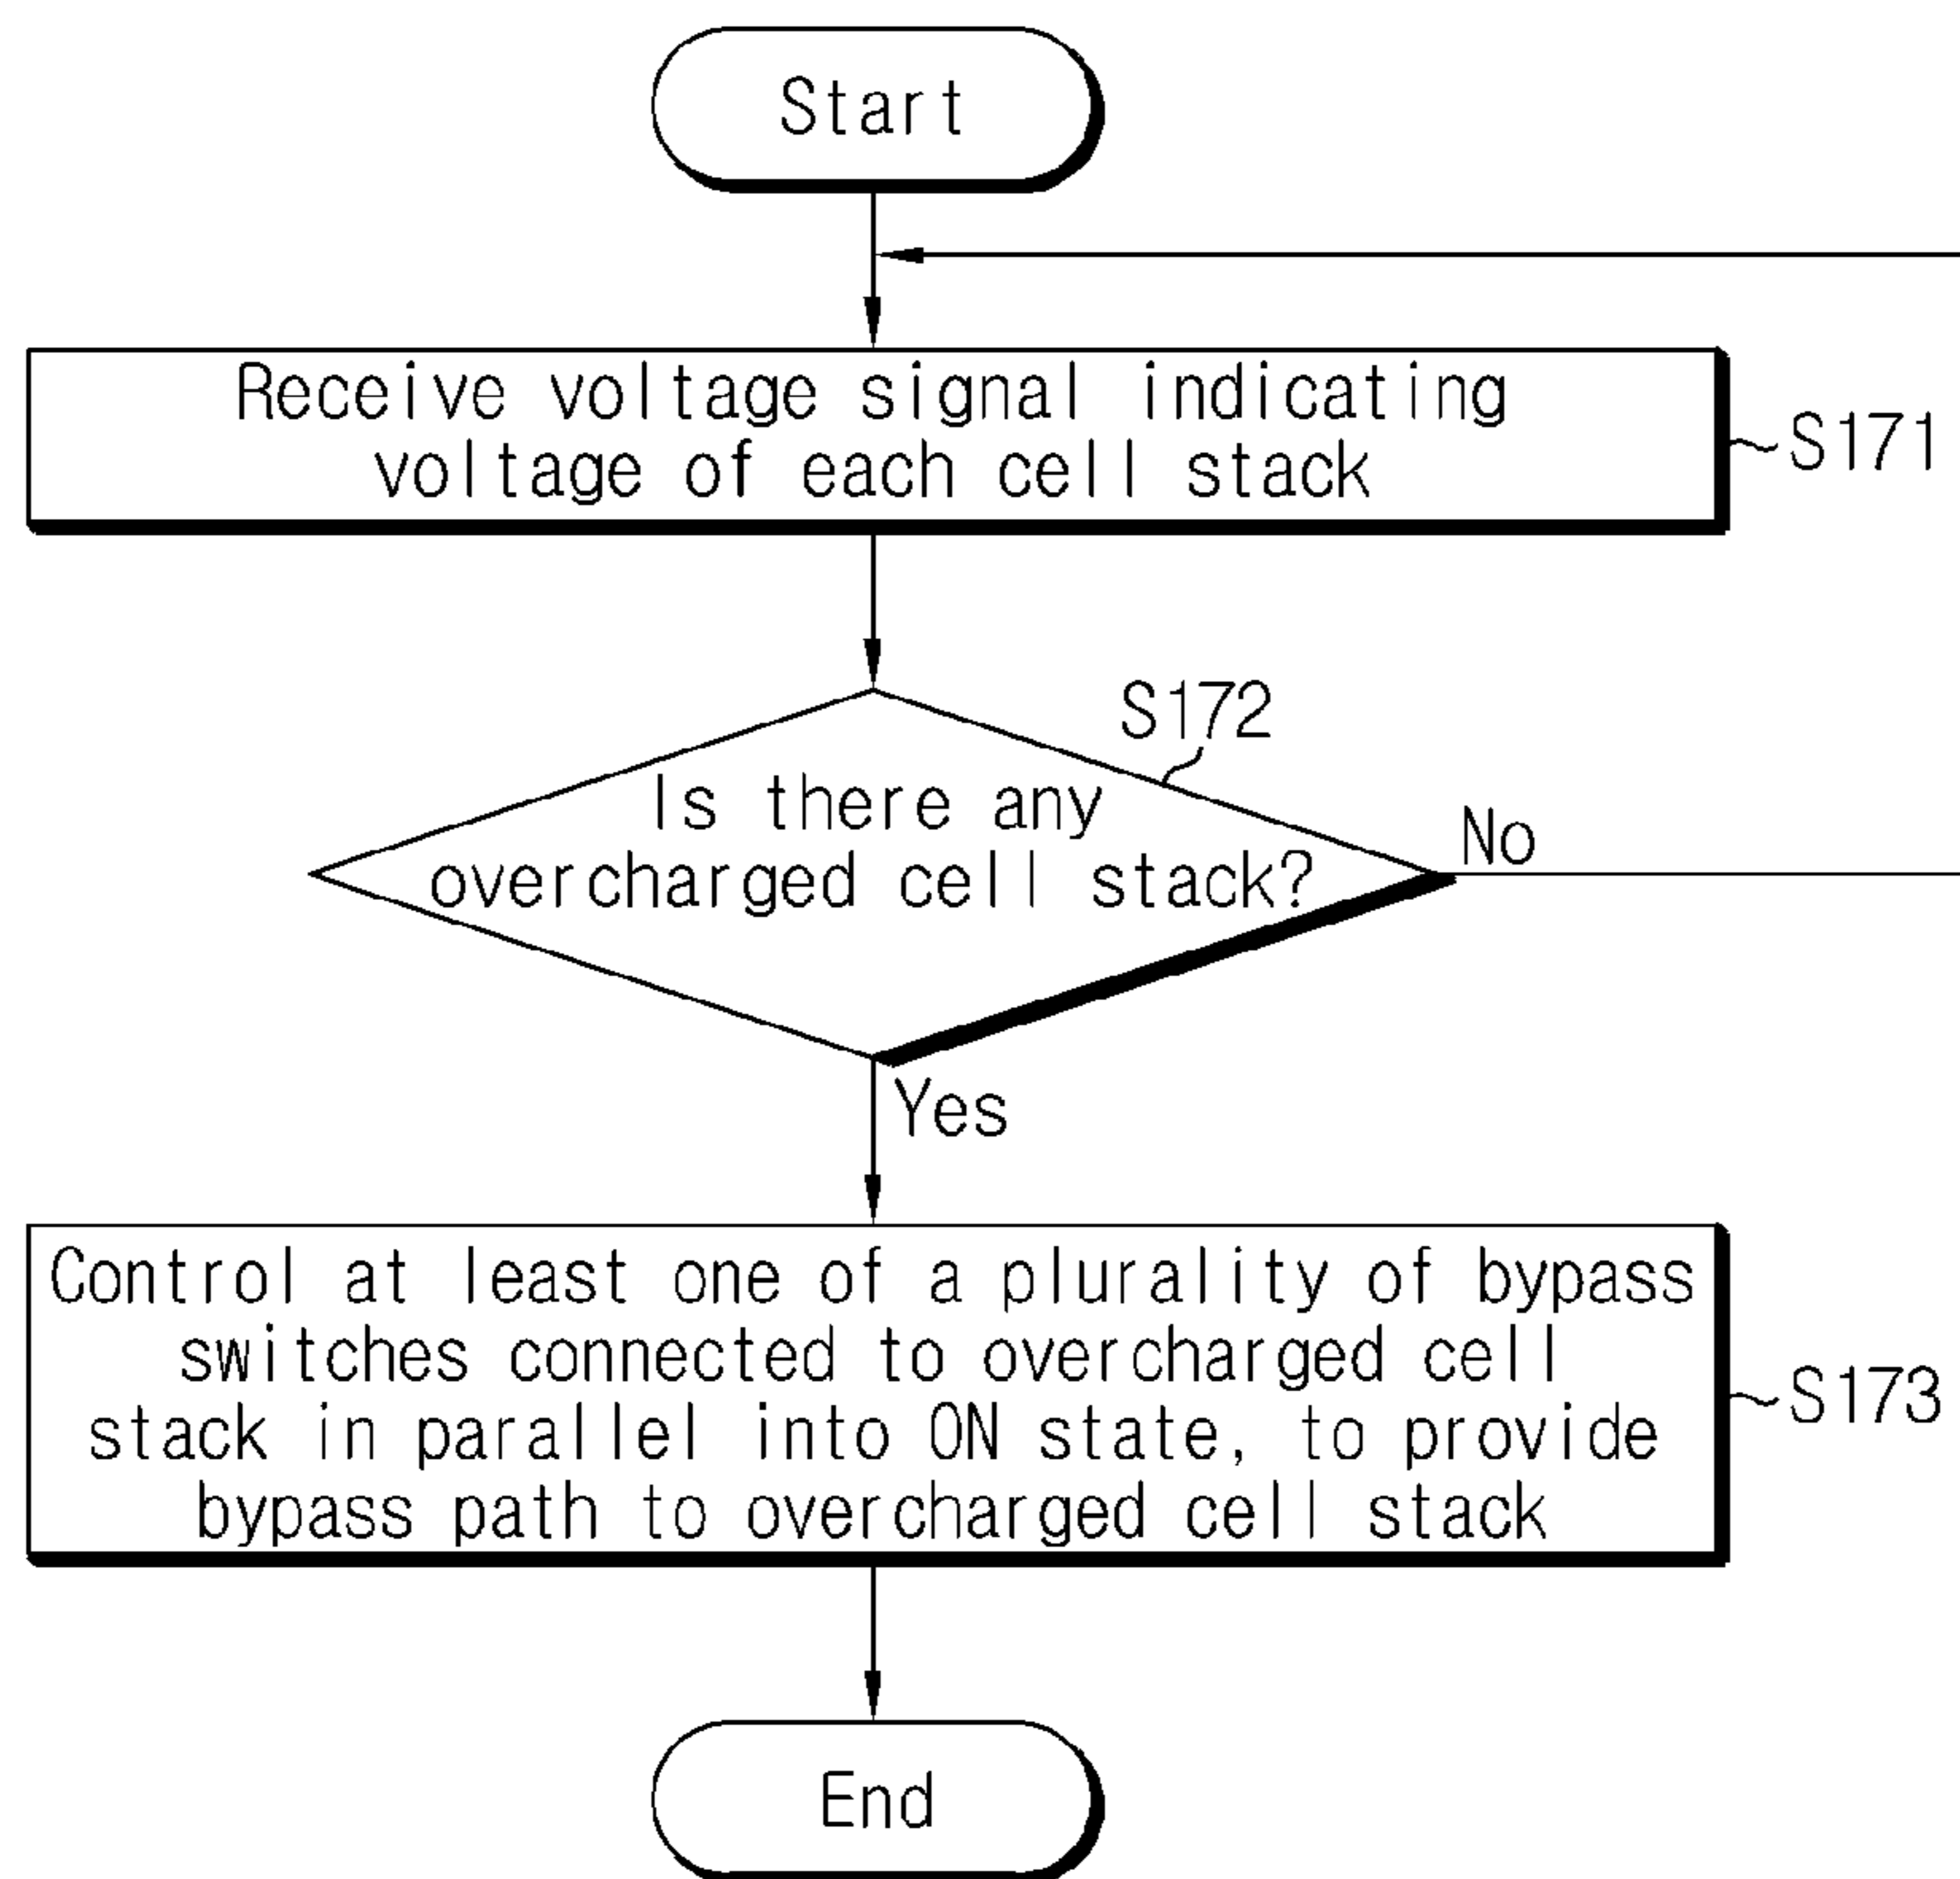 Start
Receive voltage signal indicating
voltage of each cell stack
S171
S172
Is there any
overcharged cell stack?
No
Yes
Control at least one of a plurality of bypass
switches connected to overcharged cell
stack in parallel into ON state, to provide
bypass path to overcharged cell stack
S173
End